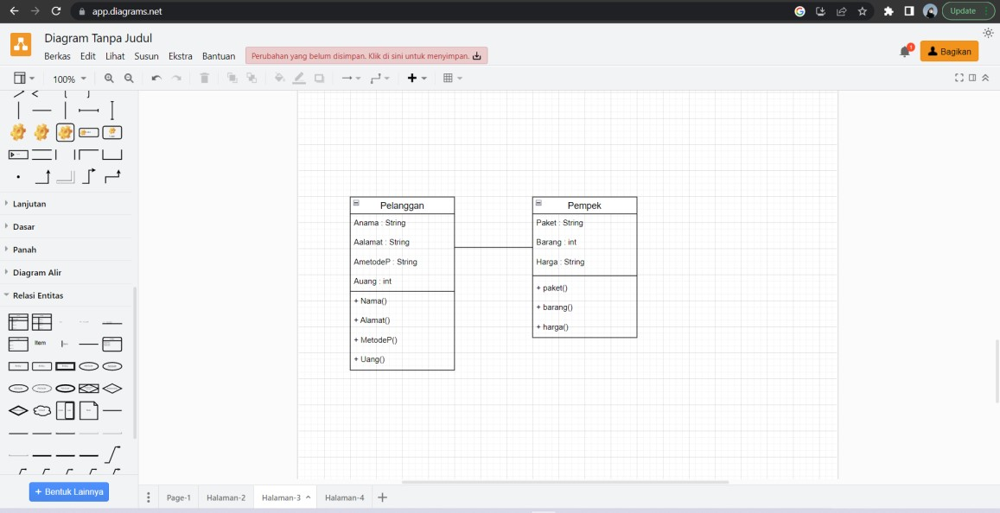 app.diagrams.net
Update
Diagram Tanpa Judul
Berkas Edit Lihat Susun Ekstra Bantuan
Perubahan yang belum disimpan. Klik di sini untuk menyimpan.
1
Bagikan
100%
Lanjutan
Dasar
Panah
Diagram Alir
Relasi Entitas
Item
+ Bentuk Lainnya
Pelanggan
Anama : String
Aalamat : String
AmetodeP : String
Auang : int
+ Nama()
+ Alamat()
+ MetodeP()
+ Uang()
Pempek
Paket : String
Barang : int
Harga : String
+ paket()
+ barang()
+ harga()
Page-1 Halaman-2 Halaman-3 Halaman-4